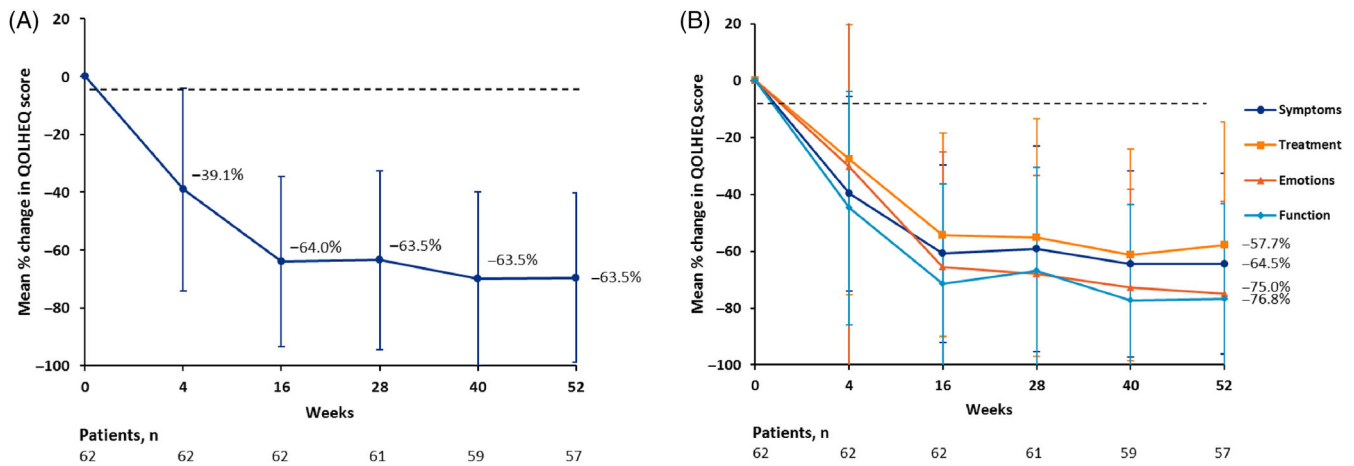 (A)
Mean % change in QOLHEQ score
20
0
−20
−40
−60
−80
−100
−39.1%
−64.0%
−63.5%
−63.5%
−63.5%
0 4 16 28 40 52
Weeks
Patients, n
62 62 62 61 59 57
(B)
Mean % change in QOLHEQ score
20
0
−20
−40
−60
−80
−100
Symptoms
Treatment
Emotions
Function
−57.7%
−64.5%
−75.0%
−76.8%
0 4 16 28 40 52
Weeks
Patients, n
62 62 62 61 59 57